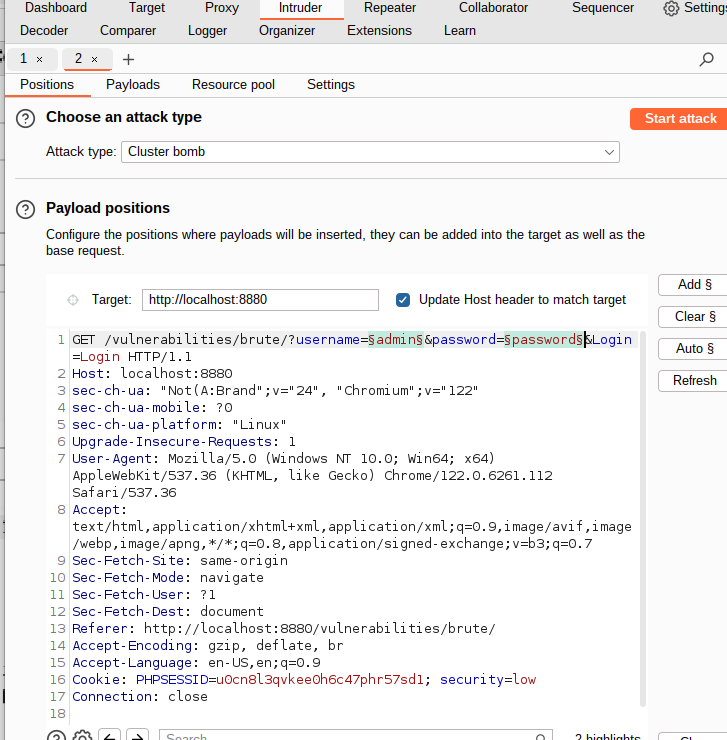 Dashboard Target Proxy Intruder Repeater Collaborator Sequencer Settings
Decoder Comparer Logger Organizer Extensions Learn
1 × 2 × +
Positions Payloads Resource pool Settings
? Choose an attack type Start attack
Attack type: Cluster bomb
? Payload positions
Configure the positions where payloads will be inserted, they can be added into the target as well as the
base request.
Target: http://localhost:8880 Update Host header to match target
Add §
Clear §
Auto §
Refresh
1 GET /vulnerabilities/brute/?username=§admin§&password=§password§&Login
=Login HTTP/1.1
2 Host: localhost:8880
3 sec-ch-ua: "Not(A:Brand";v="24", "Chromium";v="122"
4 sec-ch-ua-mobile: ?0
5 sec-ch-ua-platform: "Linux"
6 Upgrade-Insecure-Requests: 1
7 User-Agent: Mozilla/5.0 (Windows NT 10.0; Win64; x64)
AppleWebKit/537.36 (KHTML, like Gecko) Chrome/122.0.6261.112
Safari/537.36
8 Accept:
text/html,application/xhtml+xml,application/xml;q=0.9,image/avif,image
/webp,image/apng,*/*;q=0.8,application/signed-exchange;v=b3;q=0.7
9 Sec-Fetch-Site: same-origin
10 Sec-Fetch-Mode: navigate
11 Sec-Fetch-User: ?1
12 Sec-Fetch-Dest: document
13 Referer: http://localhost:8880/vulnerabilities/brute/
14 Accept-Encoding: gzip, deflate, br
15 Accept-Language: en-US,en;q=0.9
16 Cookie: PHPSESSID=u0cn8l3qvkee0h6c47phr57sd1; security=low
17 Connection: close
18
? Search 2 highlights